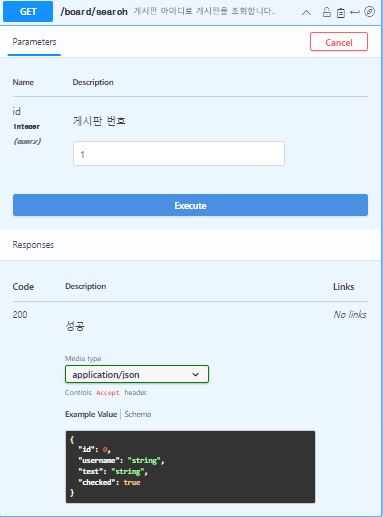 GET /board/search 게시판 아이디로 게시판을 조회합니다..
Parameters
Cancel
Name Description
id 게시판 번호
Integer
(query)
1
Execute
Responses
Code Description Links
200 성공 No links
Media type
application/json
Controls Accept header.
Example Value | Schema
{
"id": 0,
"username": "string",
"text": "string",
"checked": true
}